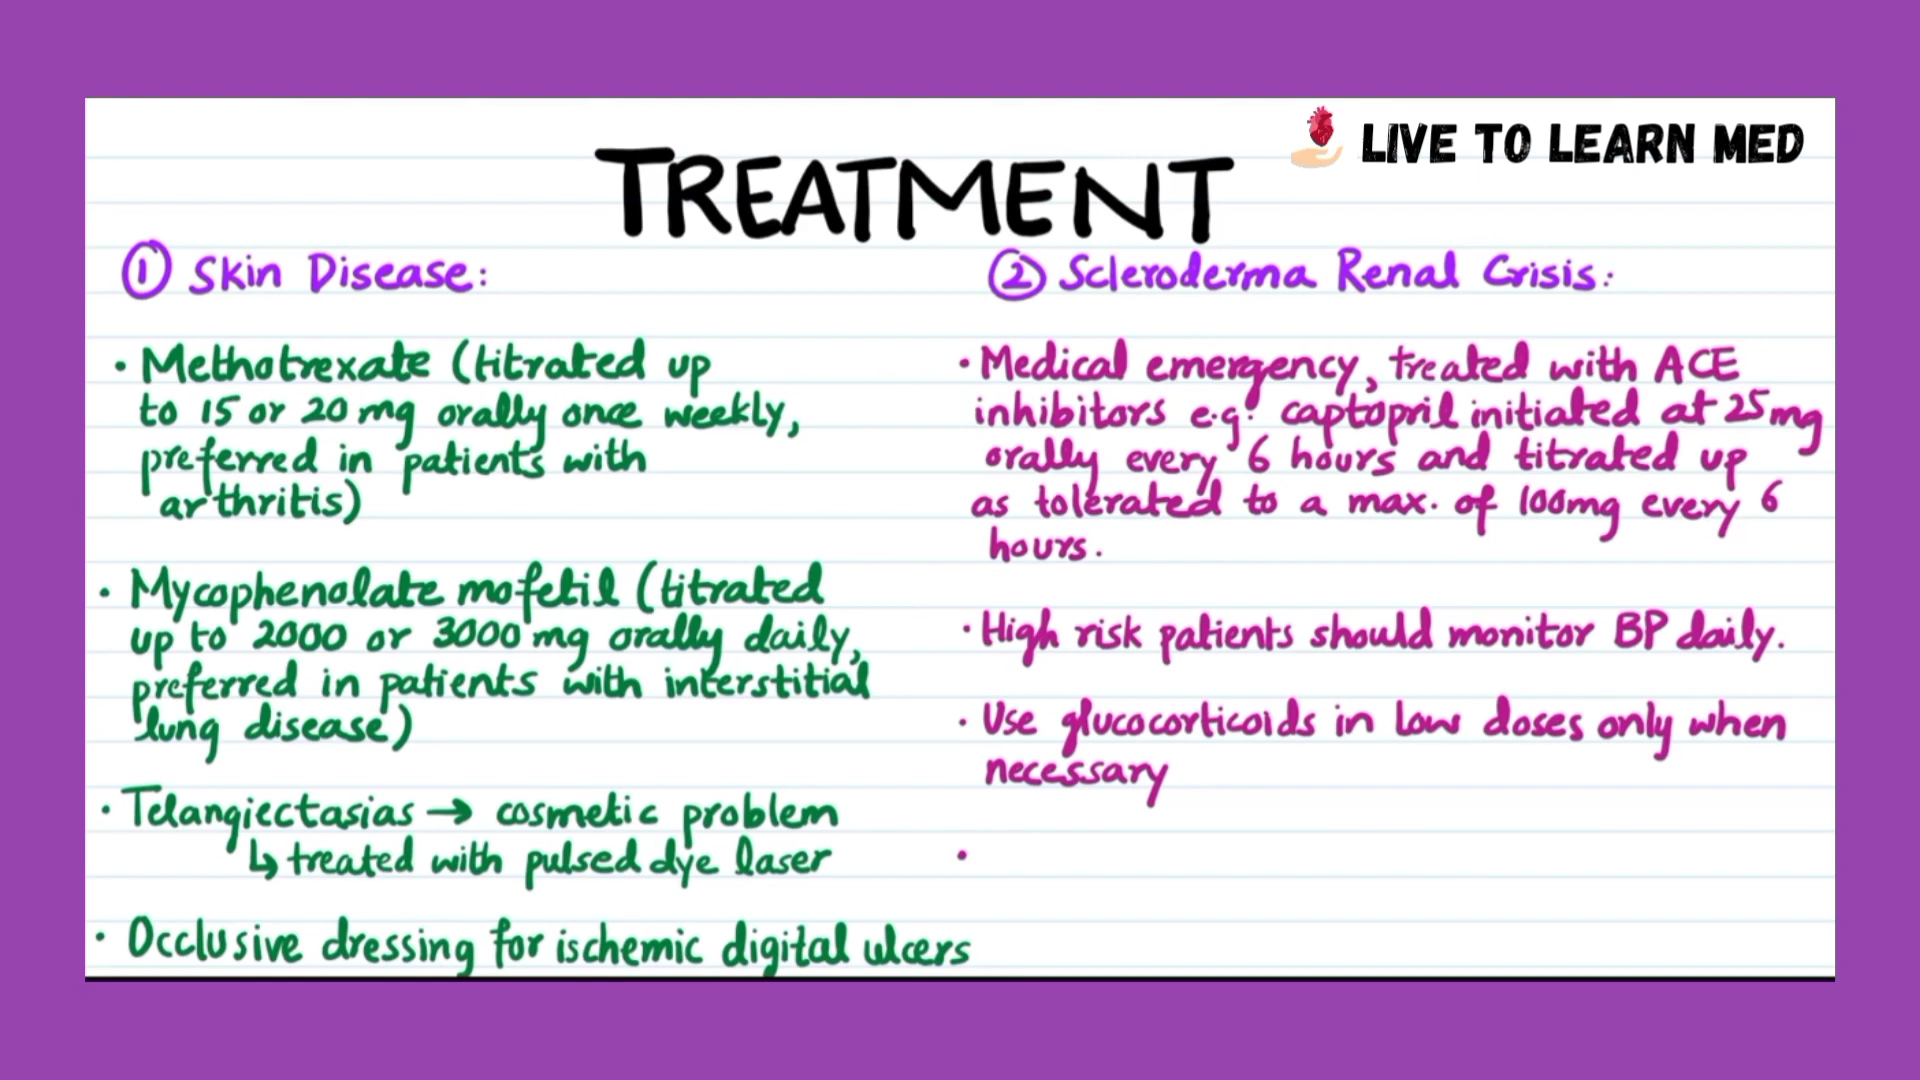 LIVE TO LEARN MED
TREATMENT
① Skin Disease:
• Methotrexate (titrated up
to 15 or 20 mg orally once weekly,
preferred in patients with
arthritis)
• Mycophenolate mofetil (titrated
up to 2000 or 3000 mg orally daily,
preferred in patients with interstitial
lung disease)
• Telangiectasias → cosmetic problem
↳ treated with pulsed dye laser
• Occlusive dressing for ischemic digital ulcers
② Scleroderma Renal Crisis:
• Medical emergency, treated with ACE
inhibitors e.g. captopril initiated at 25mg
orally every 6 hours and titrated up
as tolerated to a max. of 100mg every 6
hours.
• High risk patients should monitor BP daily.
• Use glucocorticoids in low doses only when
necessary
•